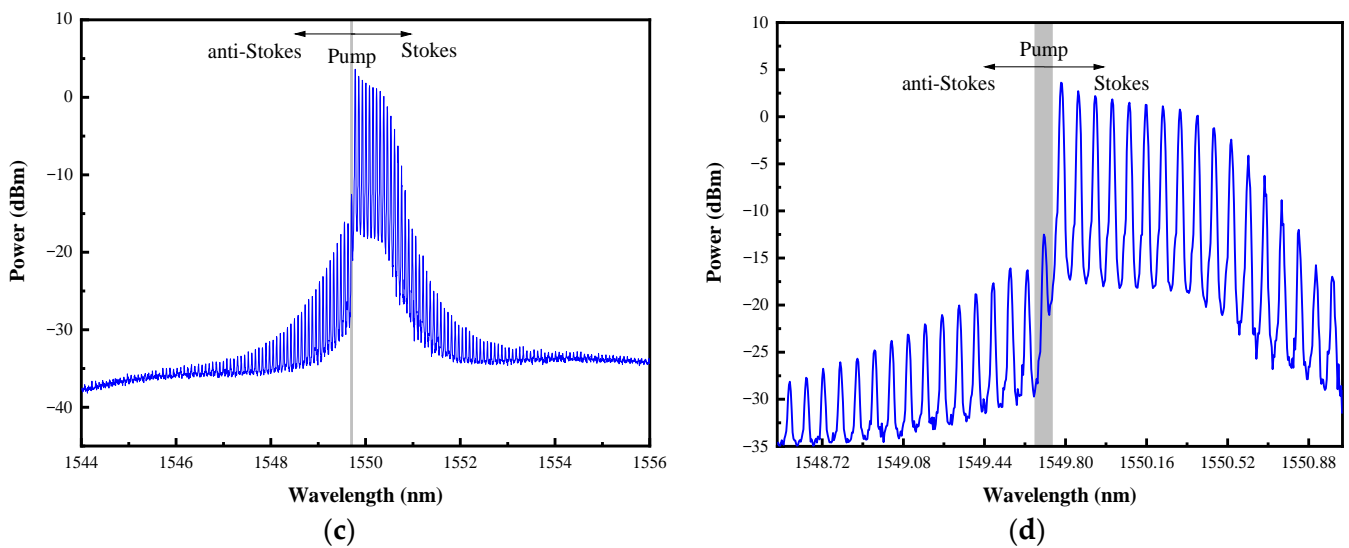 10
0
−10
−20
−30
−40
anti-Stokes
Pump
Stokes
Power (dBm)
1544
1546
1548
1550
1552
1554
1556
Wavelength (nm)
(c)
10
5
0
−5
−10
−15
−20
−25
−30
−35
Pump
anti-Stokes
Stokes
Power (dBm)
1548.72
1549.08
1549.44
1549.80
1550.16
1550.52
1550.88
Wavelength (nm)
(d)